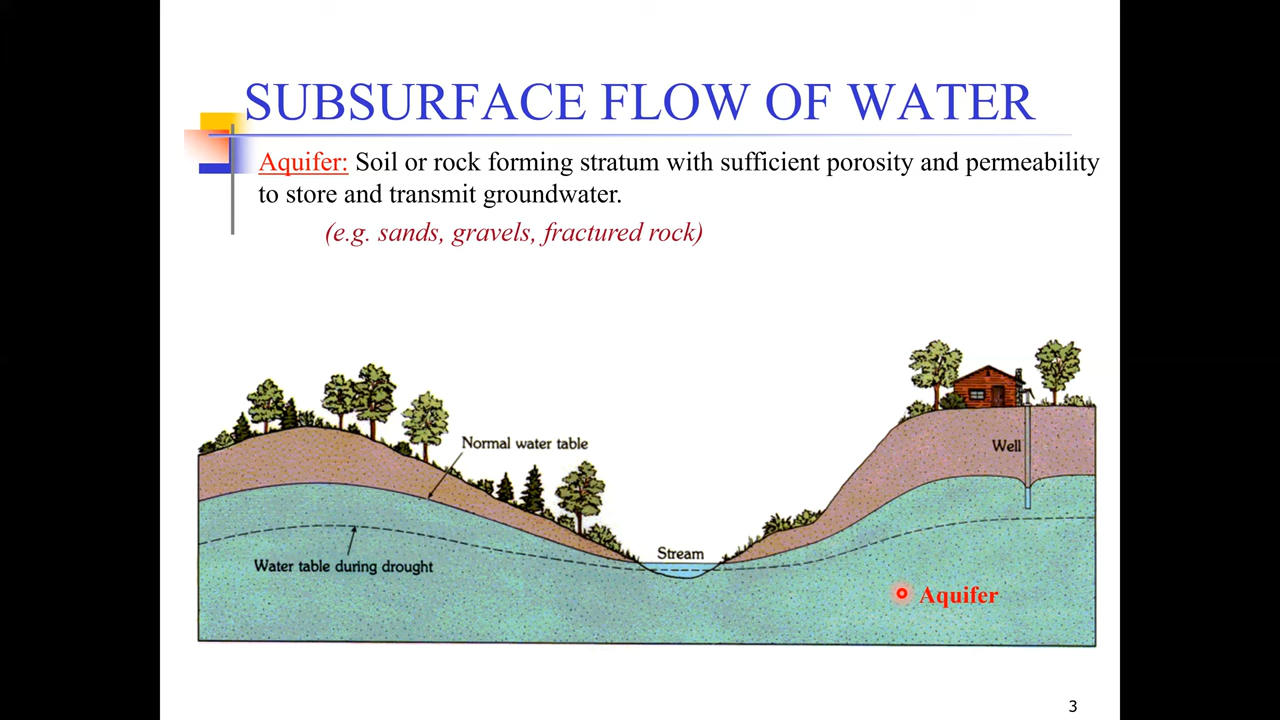 SUBSURFACE FLOW OF WATER
Aquifer: Soil or rock forming stratum with sufficient porosity and permeability
to store and transmit groundwater.
(e.g. sands, gravels, fractured rock)
Normal water table
Well
Stream
Water table during drought
Aquifer
3